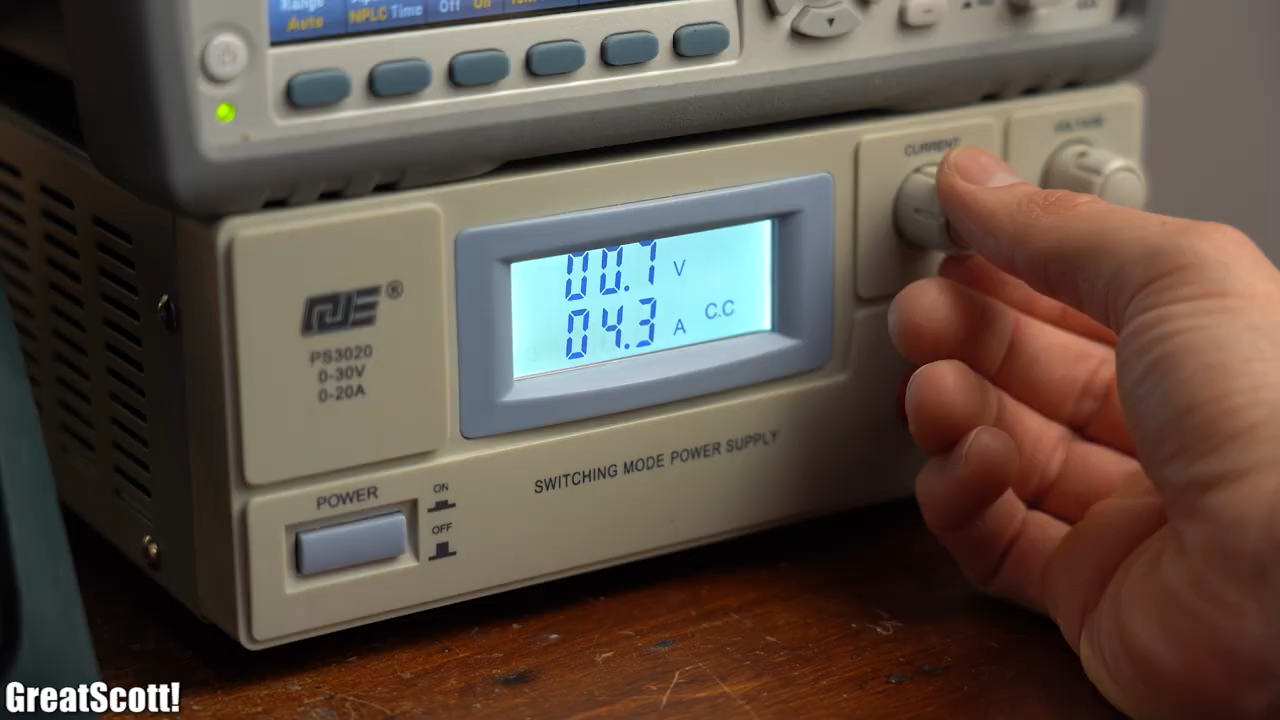 Range
Auto
NPLC Time
Off On
CURRENT
VOLTAGE
00.7 V
04.3 A C.C
®
PS3020
0-30V
0-20A
SWITCHING MODE POWER SUPPLY
POWER
ON
OFF
GreatScott!